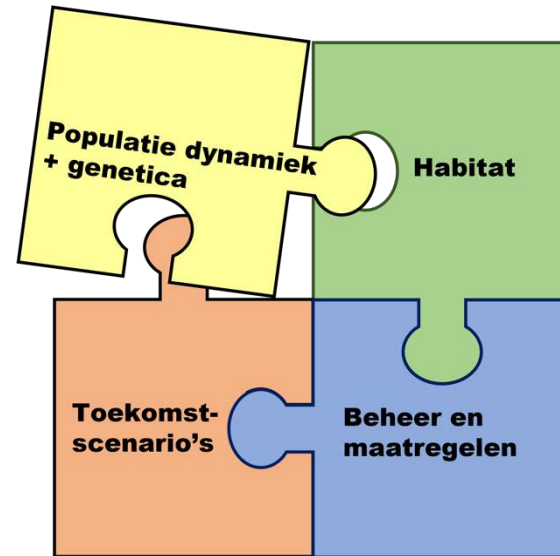 Populatie dynamiek
+ genetica
Habitat
Toekomst-
scenario's
Beheer en
maatregelen